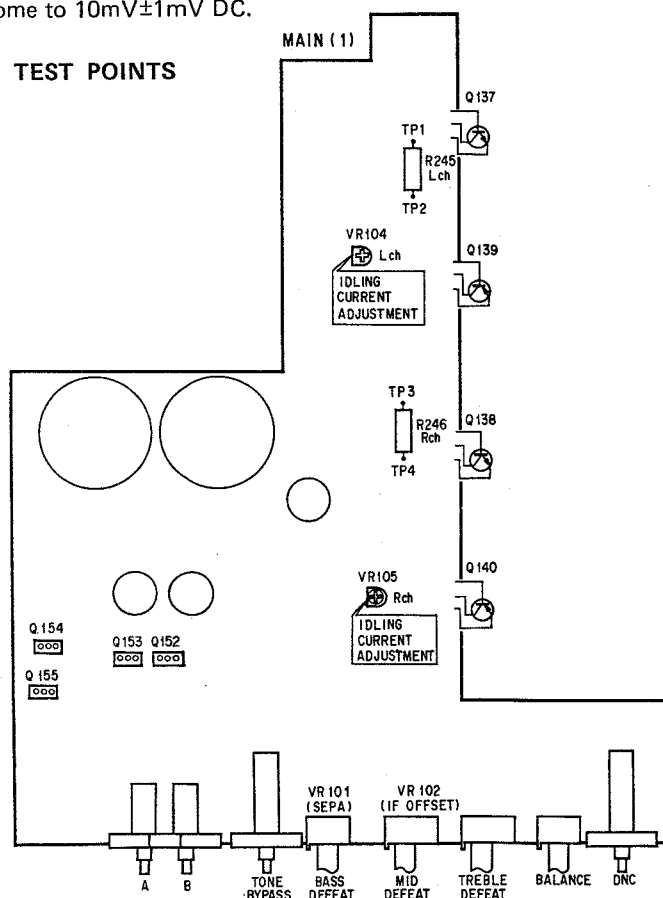 ome to 10mV±1mV DC.
MAIN (1)
TEST POINTS
Q137
TP1
R245
Lch
TP2
VR104
Lch
Q139
IDLING
CURRENT
ADJUSTMENT
TP3
R246
Rch
Q138
TP4
Q140
VR105
Rch
IDLING
CURRENT
ADJUSTMENT
Q.154
Q153 Q152
Q 155
VR101
(SEPA)
VR102
(IF OFFSET)
A
B
TONE
BYPASS
BASS
DEFEAT
MID
DEFEAT
TREBLE
DEFEAT
BALANCE
DNC